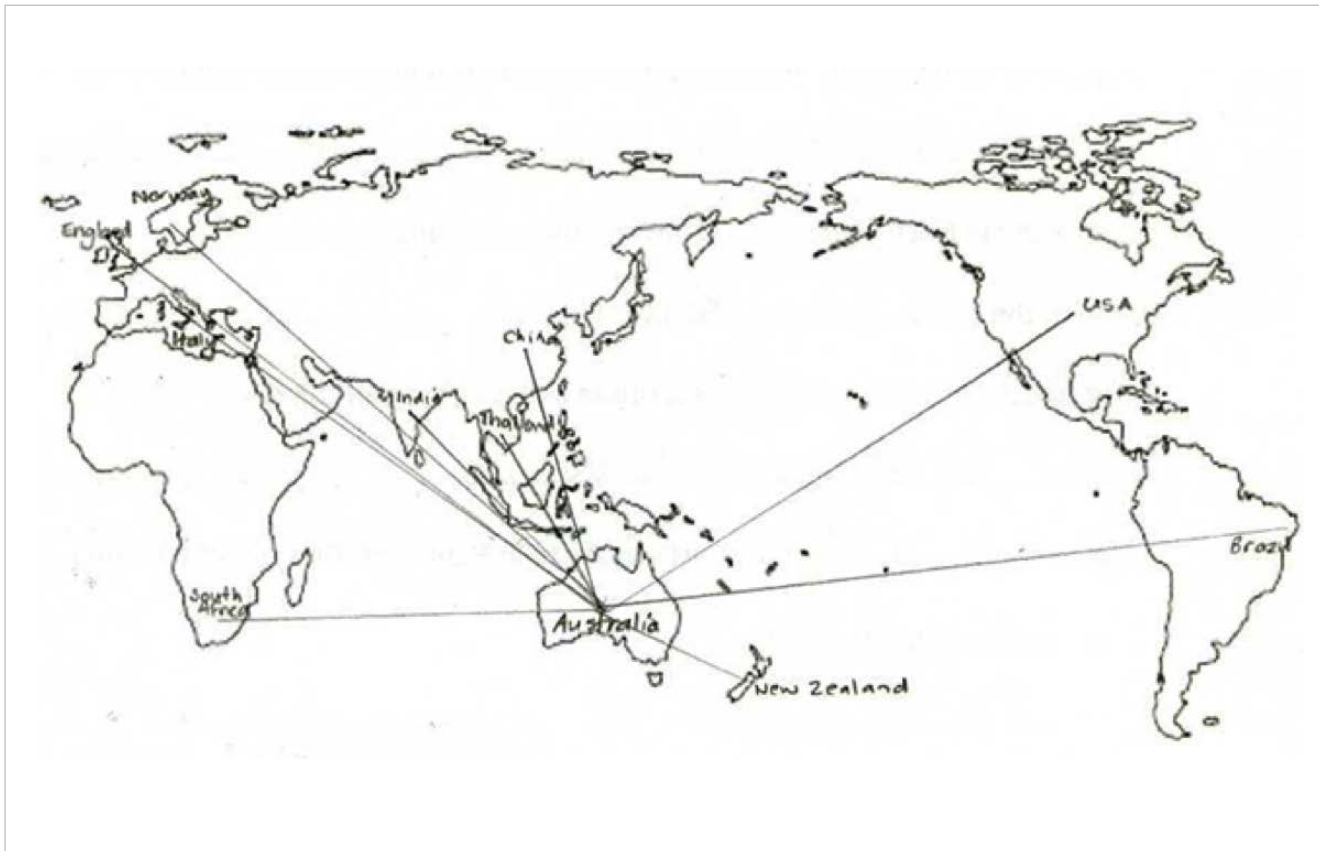 Norway
England
USA
China
Italy
India
Thailand
Brazil
South
Africa
Australia
New Zealand